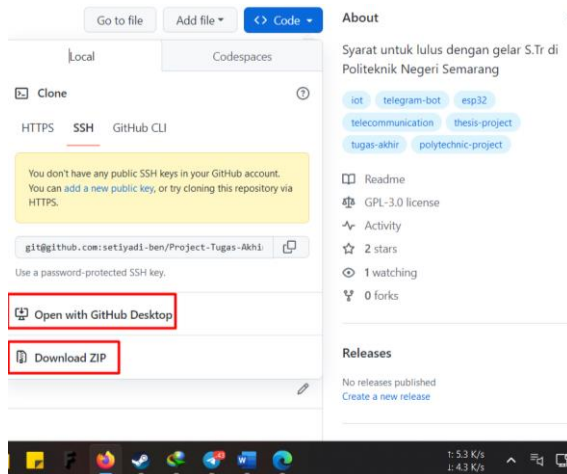 Go to file
Add file
Code
Local
Codespaces
Clone
HTTPS
SSH
GitHub CLI
You don't have any public SSH
keys in your GitHub account.
You can add a new public key, or
try cloning this repository via
HTTPS.
git@github.com:setiyadi-ben/Project-Tugas-Akhi
Use a password-protected SSH key.
Open with GitHub Desktop
Download ZIP
About
Syarat untuk lulus dengan gelar S.Tr di
Politeknik Negeri Semarang
iot
telegram-bot
esp32
telecommunication
thesis-project
tugas-akhir
polytechnic-project
Readme
GPL-3.0 license
Activity
2 stars
1 watching
0 forks
Releases
No releases published
Create a new release
5.3 K/s
4.3 K/s